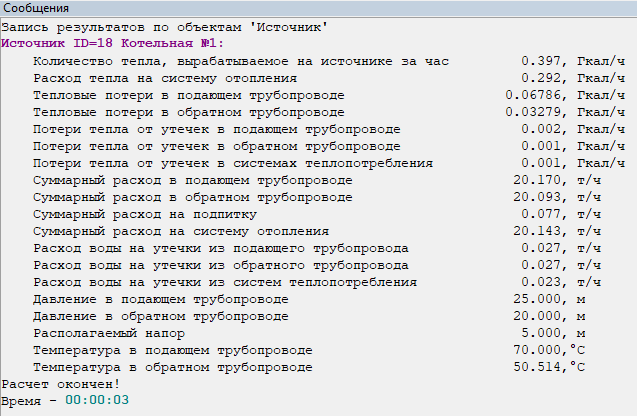 Сообщения
Запись результатов по объектам 'Источник'
Источник ID=18 Котельная №1:
Количество тепла, вырабатываемое на источнике за час 0.397, Гкал/ч
Расход тепла на систему отопления 0.292, Гкал/ч
Тепловые потери в подающем трубопроводе 0.06786, Гкал/ч
Тепловые потери в обратном трубопроводе 0.03279, Гкал/ч
Потери тепла от утечек в подающем трубопроводе 0.002, Гкал/ч
Потери тепла от утечек в обратном трубопроводе 0.001, Гкал/ч
Потери тепла от утечек в системах теплопотребления 0.001, Гкал/ч
Суммарный расход в подающем трубопроводе 20.170, т/ч
Суммарный расход в обратном трубопроводе 20.093, т/ч
Суммарный расход на подпитку 0.077, т/ч
Суммарный расход на систему отопления 20.143, т/ч
Расход воды на утечки из подающего трубопровода 0.027, т/ч
Расход воды на утечки из обратного трубопровода 0.027, т/ч
Расход воды на утечки из систем теплопотребления 0.023, т/ч
Давление в подающем трубопроводе 25.000, м
Давление в обратном трубопроводе 20.000, м
Располагаемый напор 5.000, м
Температура в подающем трубопроводе 70.000,°C
Температура в обратном трубопроводе 50.514,°C
Расчет окончен!
Время - 00:00:03